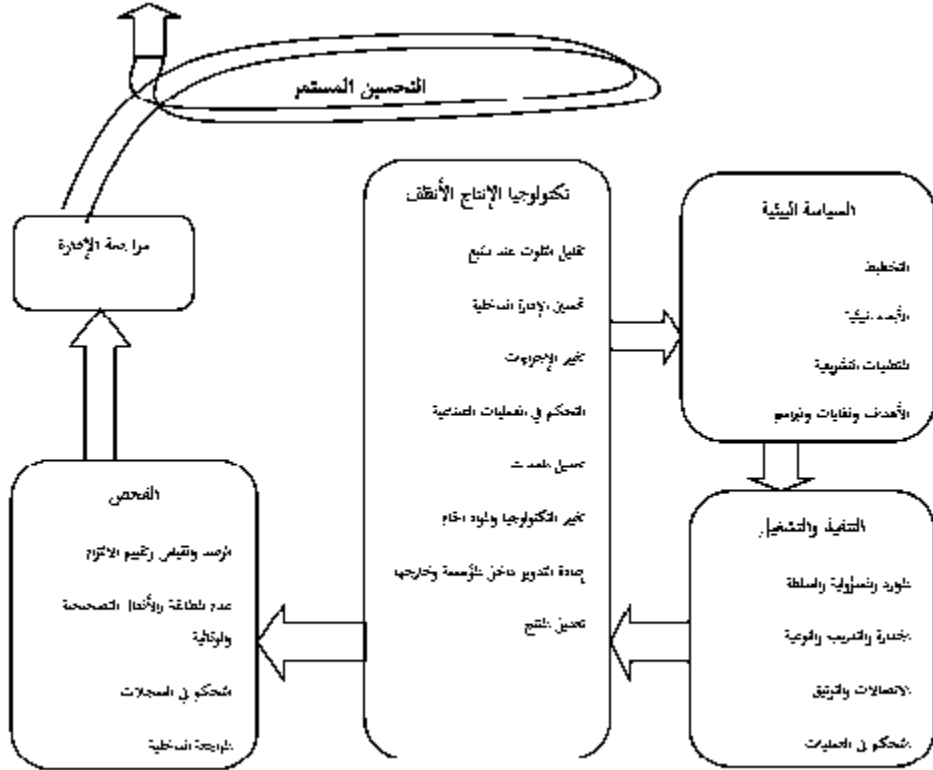 التحسين المستمر
السياسة البيئية
التخطيط
الأبعاد البيئية
المتطلبات التشريعية
الأهداف والغايات والبرامج
تكنولوجيا الإنتاج الأنظف
تقليل التلوث عند المنبع
تحسين الإدارة الداخلية
تغيير الإجراءات
التحكم في العمليات الصناعية
تعديل المعدات
تغيير التكنولوجيا والمواد الخام
إعادة التدوير داخل المؤسسة وخارجها
تعديل المنتج
مراجعة الإدارة
التنفيذ والتشغيل
الموارد والمسؤولية والسلطة
الجدارة والتدريب والتوعية
الاتصالات والتوثيق
التحكم في العمليات
الفحص
الرصد والقياس وتقييم الالتزام
عدم المطابقة والأفعال التصحيحية
والوقائية
التحكم في السجلات
المراجعة الداخلية